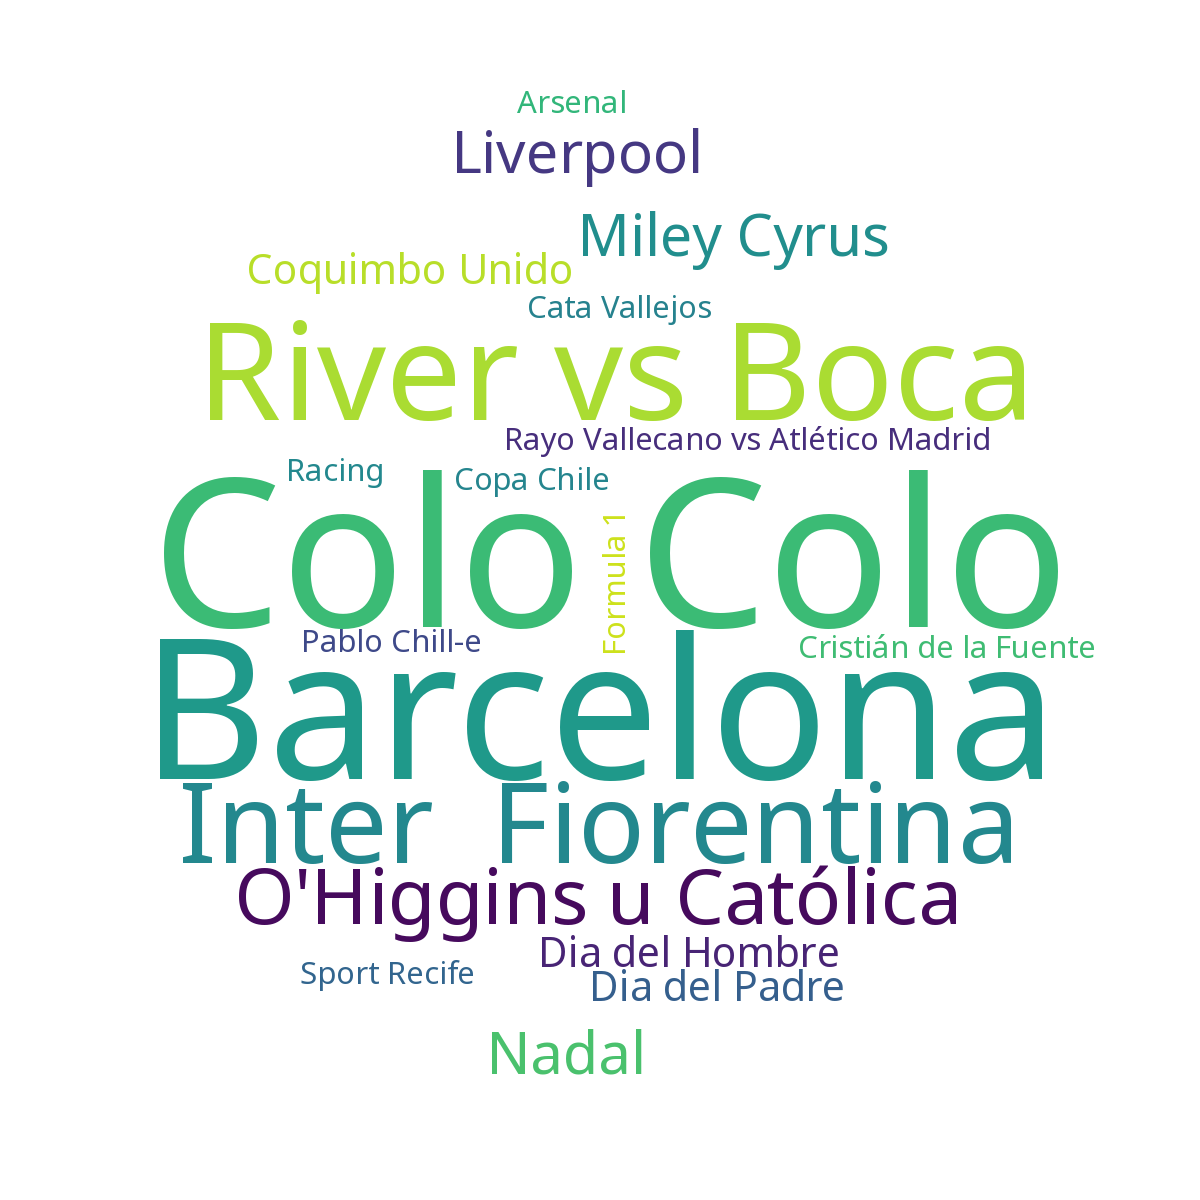 Arsenal
Liverpool
Miley Cyrus
Coquimbo Unido
Cata Vallejos
River vs Boca
Rayo Vallecano vs Atlético Madrid
Racing
Copa Chile
Colo Colo
Formula 1
Pablo Chill-e
Cristián de la Fuente
Barcelona
Inter Fiorentina
O'Higgins u Católica
Dia del Hombre
Sport Recife
Dia del Padre
Nadal